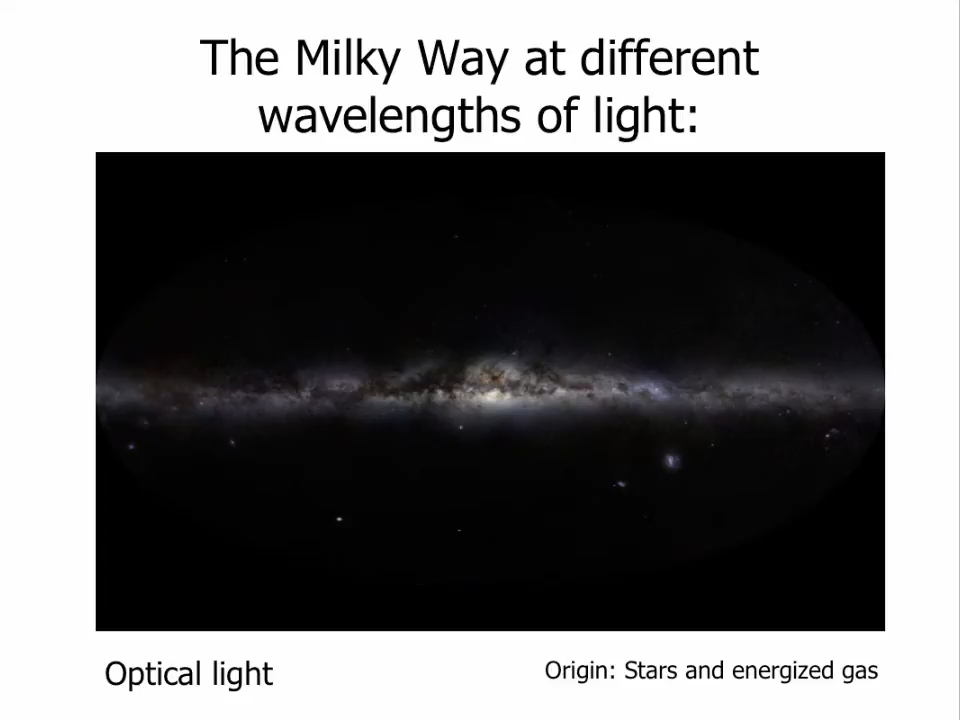 The Milky Way at different
wavelengths of light:
Optical light
Origin: Stars and energized gas